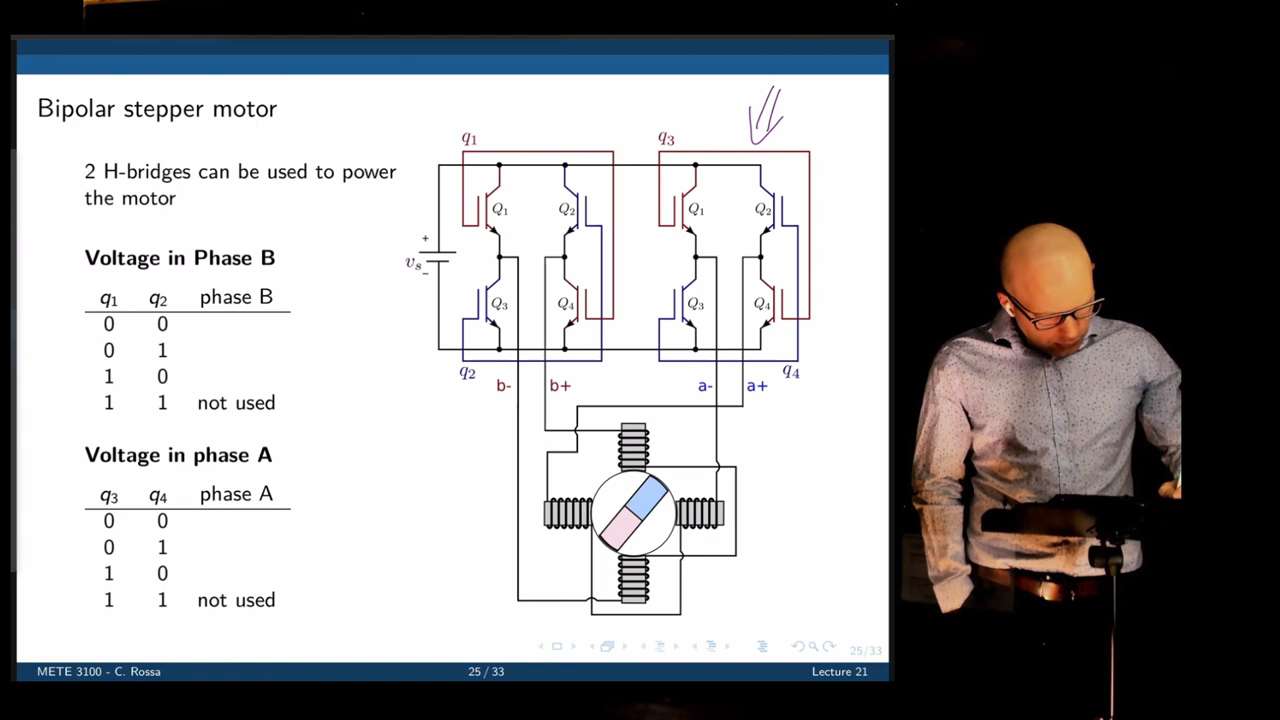 Bipolar stepper motor
2 H-bridges can be used to power
the motor
Voltage in Phase B
q1 q2 phase B
0 0
0 1
1 0
1 1 not used
Voltage in phase A
q3 q4 phase A
0 0
0 1
1 0
1 1 not used
q1 q3
Q1 Q2 Q1 Q2
+
vs
−
Q3 Q4 Q3 Q4
q2 q4
b- b+ a- a+
25/33
METE 3100 - C. Rossa 25 / 33 Lecture 21